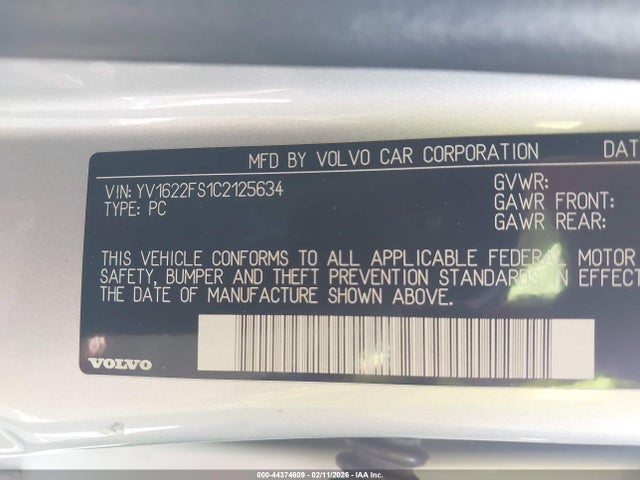 MFD BY VOLVO CAR CORPORATION DAT
VIN: YV1622FS1C2125634
TYPE: PC
GVWR:
GAWR FRONT:
GAWR REAR:
THIS VEHICLE CONFORMS TO ALL APPLICABLE FEDERAL MOTOR
SAFETY, BUMPER AND THEFT PREVENTION STANDARDS IN EFFECT
THE DATE OF MANUFACTURE SHOWN ABOVE.
VOLVO
000-44374609 - 02/11/2026 - IAA, Inc.